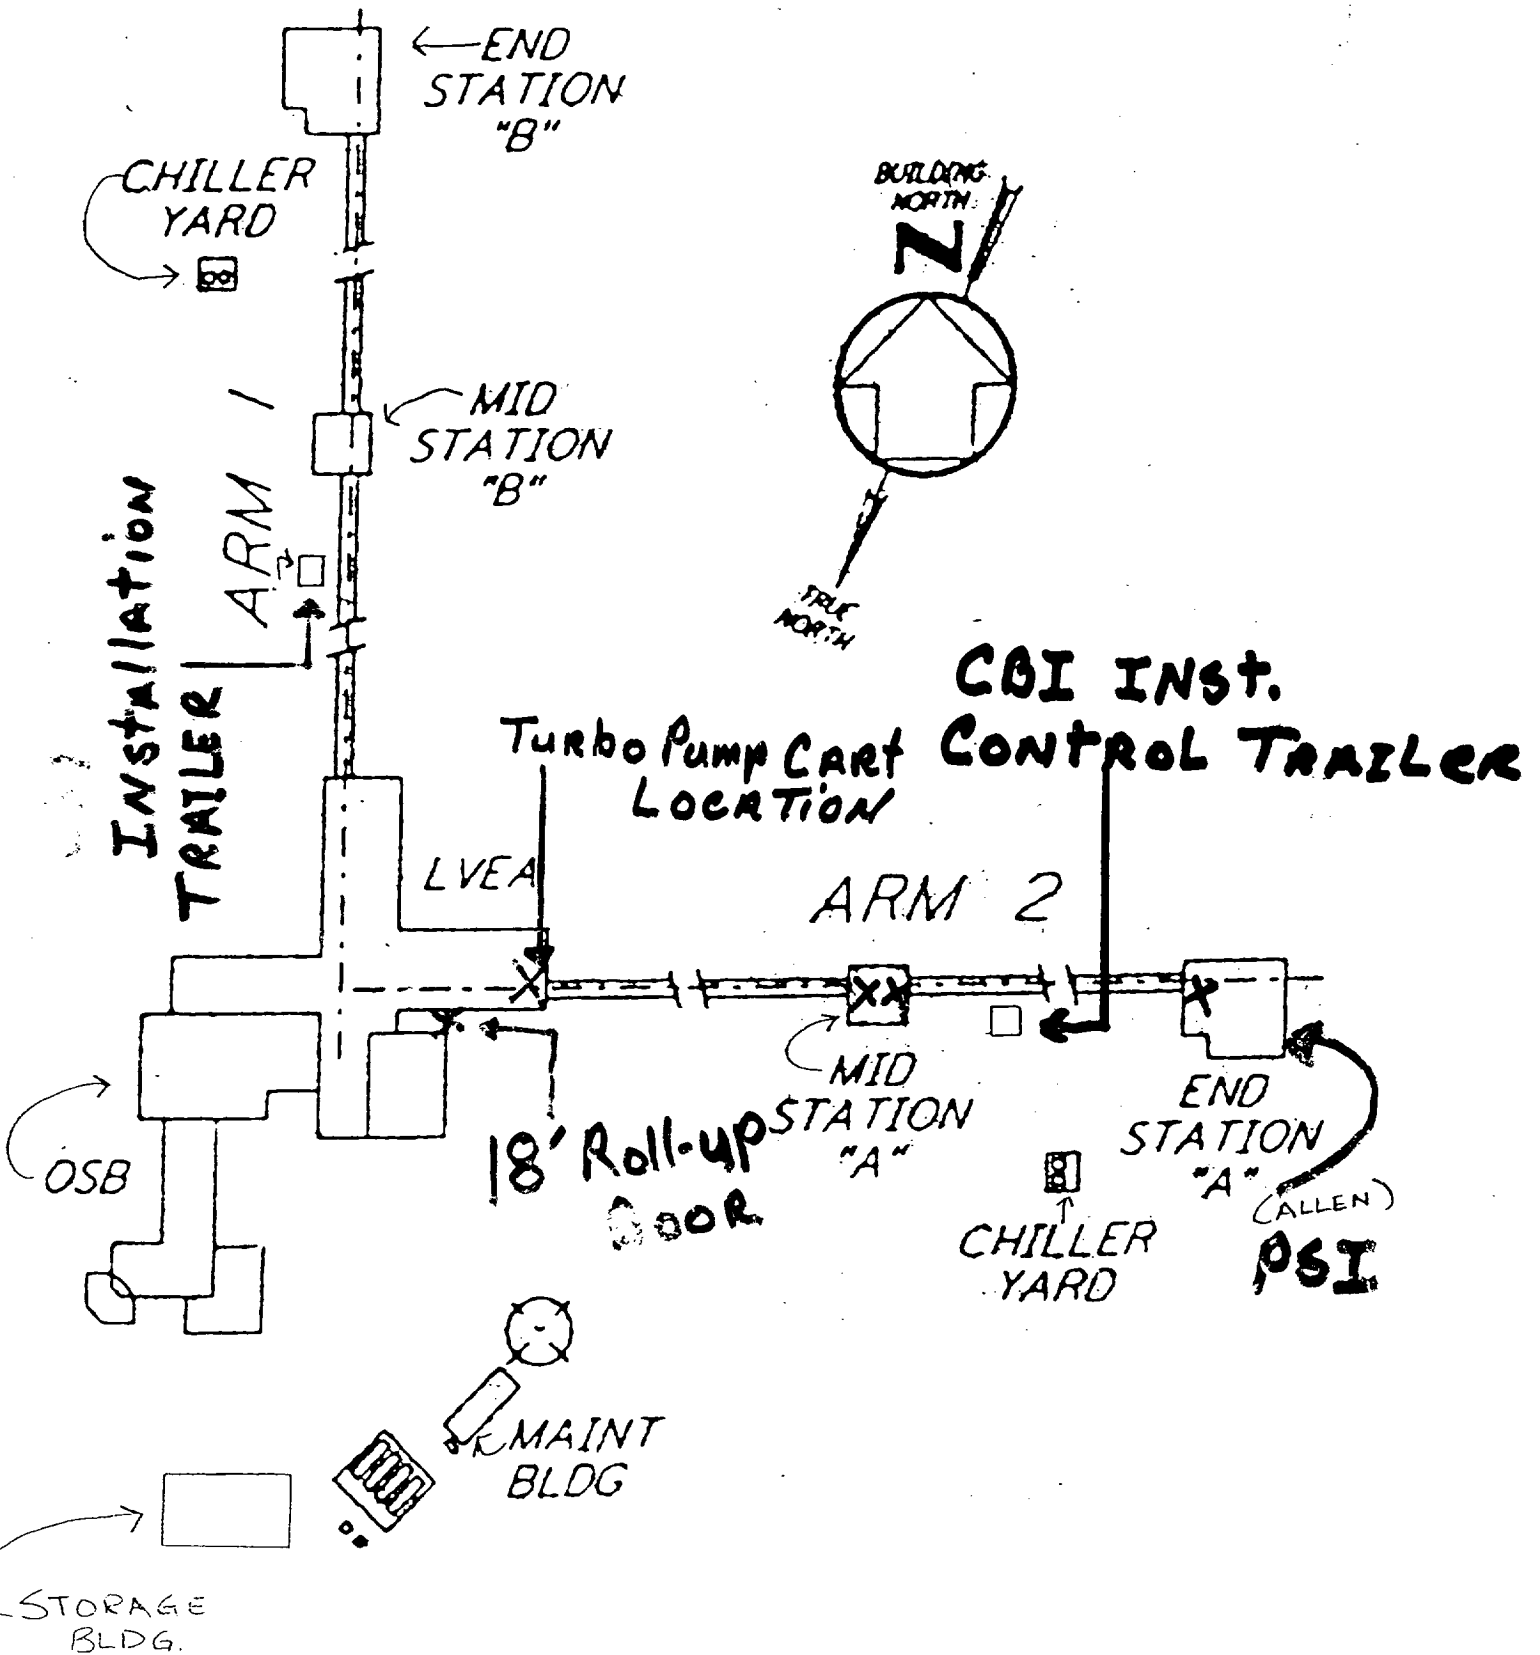 END
STATION
"B"
CHILLER
YARD
BUILDING
NORTH
N
MID
STATION
"B"
ARM 1
INStallation
TRAILER
TRUE
NORTH
CBI INSt.
CONtROL TRAILER
Turbo Pump CARt
LOCATION
LVEA
ARM 2
MID
STATION
"A"
END
STATION
"A"
(ALLEN)
PSI
OSB
18' Roll-up
DOOR
CHILLER
YARD
MAINT
BLDG
STORAGE
BLDG.